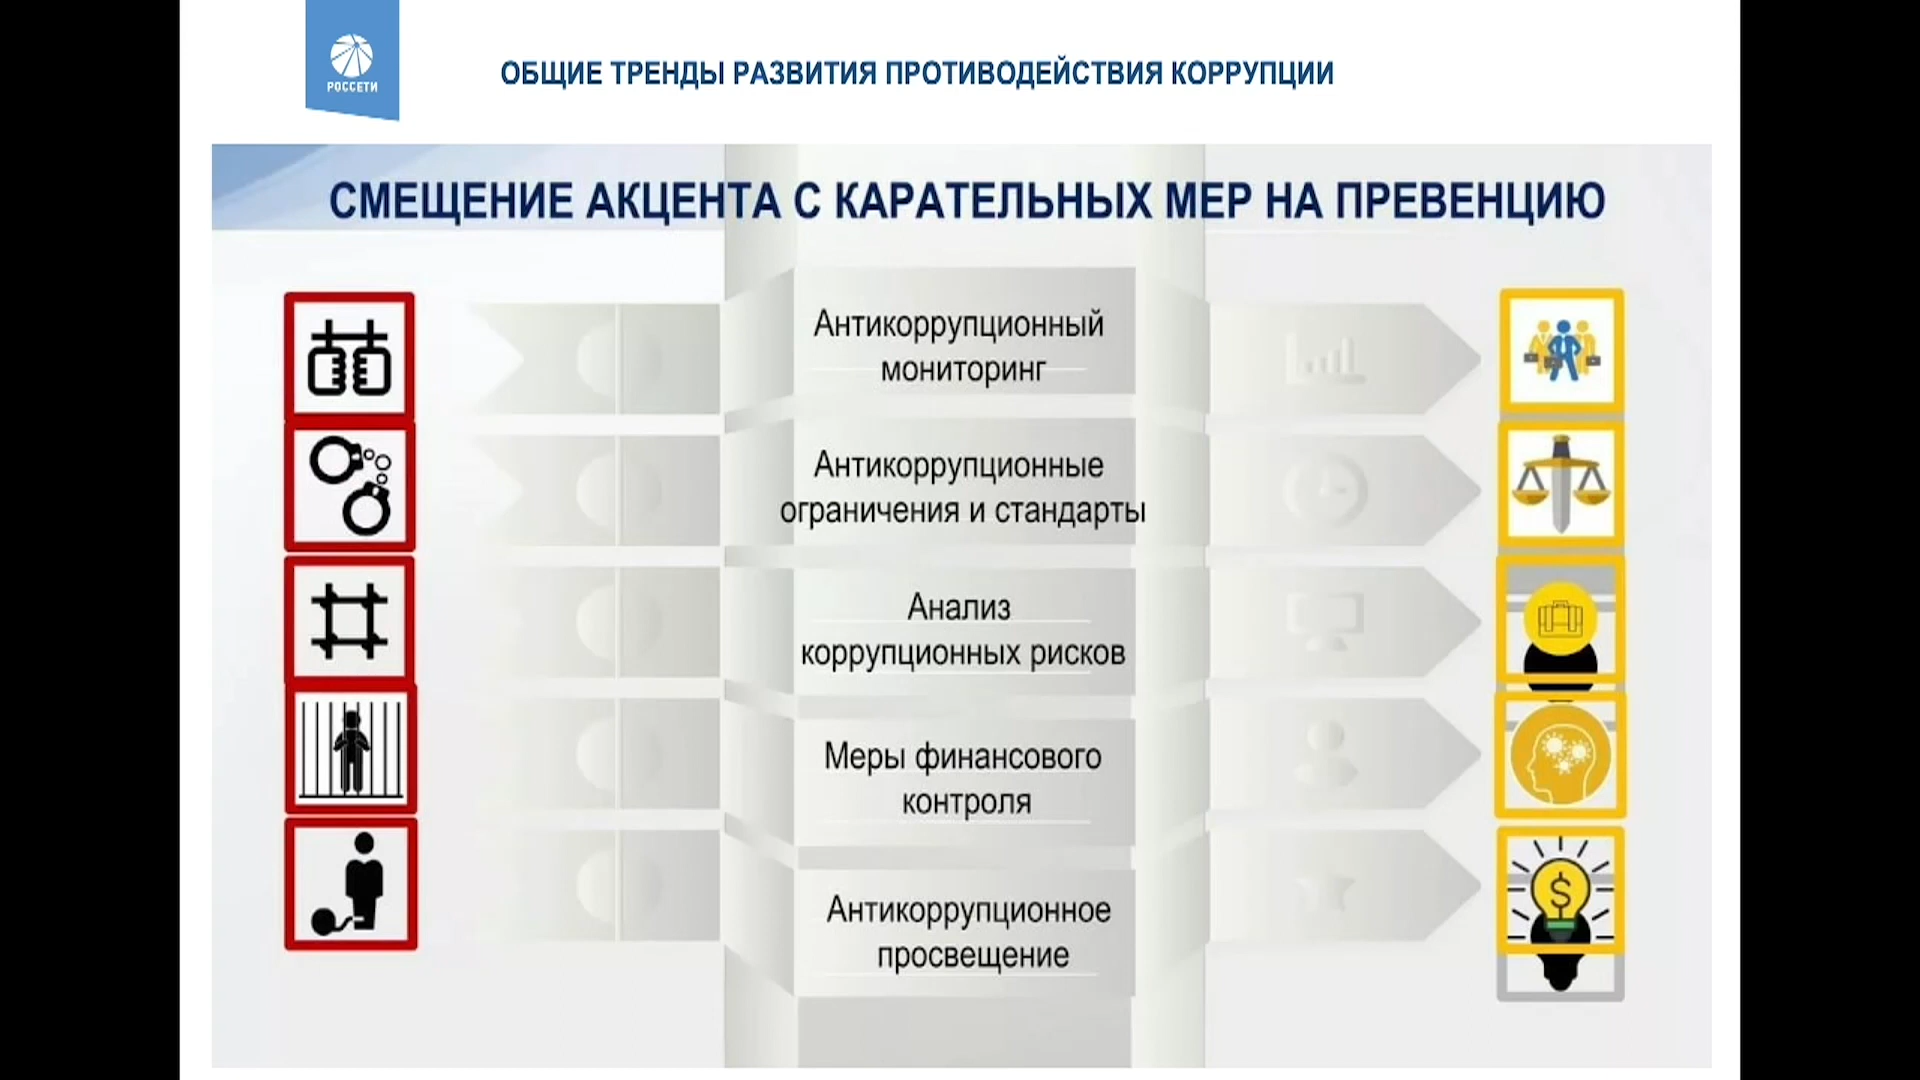 РОССЕТИ
ОБЩИЕ ТРЕНДЫ РАЗВИТИЯ ПРОТИВОДЕЙСТВИЯ КОРРУПЦИИ
СМЕЩЕНИЕ АКЦЕНТА С КАРАТЕЛЬНЫХ МЕР НА ПРЕВЕНЦИЮ
Антикоррупционный
мониторинг
Антикоррупционные
ограничения и стандарты
Анализ
коррупционных рисков
Меры финансового
контроля
Антикоррупционное
просвещение
$